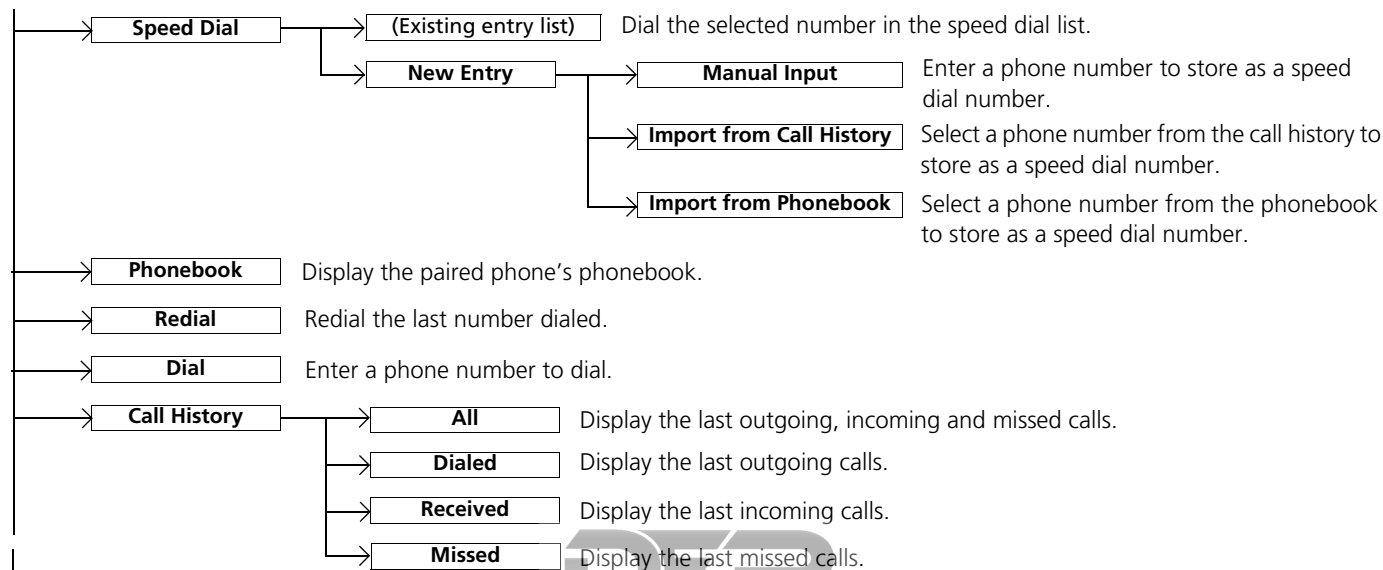 Speed Dial (Existing entry list) Dial the selected number in the speed dial list.
New Entry Manual Input Enter a phone number to store as a speed
dial number.
Import from Call History Select a phone number from the call history to
store as a speed dial number.
Import from Phonebook Select a phone number from the phonebook
to store as a speed dial number.
Phonebook Display the paired phone’s phonebook.
Redial Redial the last number dialed.
Dial Enter a phone number to dial.
Call History All Display the last outgoing, incoming and missed calls.
Dialed Display the last outgoing calls.
Received Display the last incoming calls.
Missed Display the last missed calls.